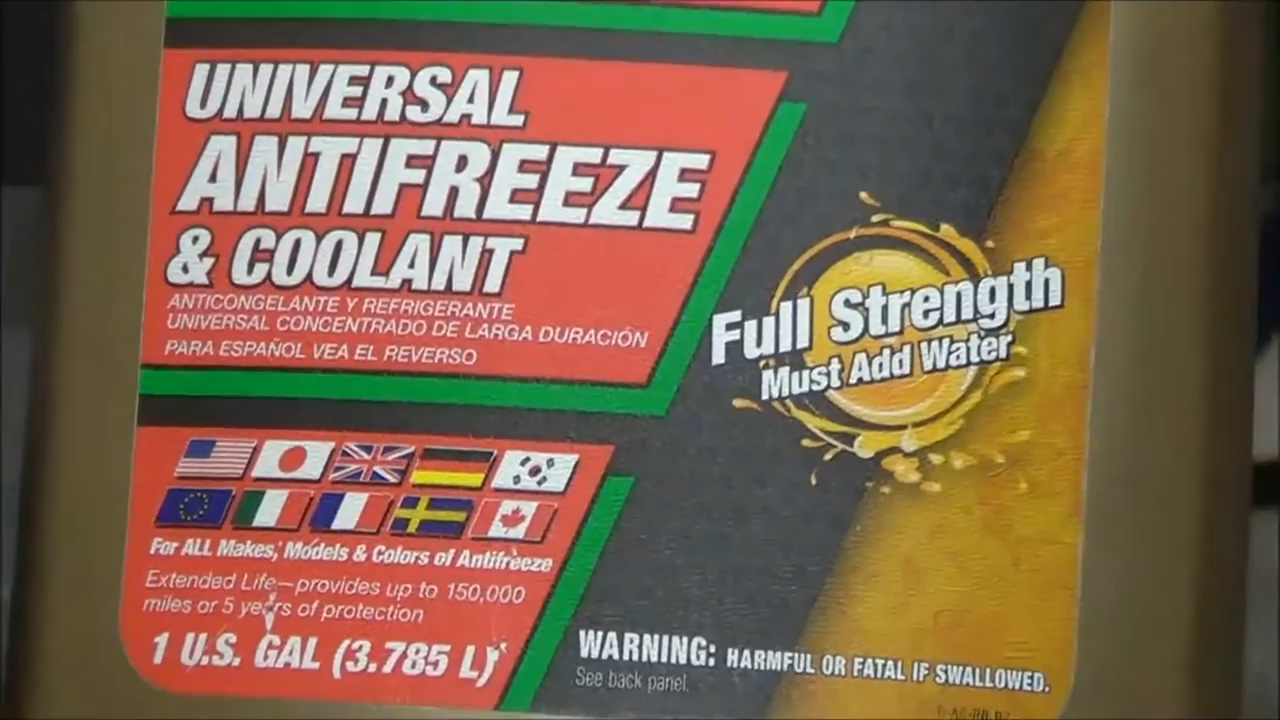 UNIVERSAL
ANTIFREEZE
& COOLANT
ANTICONGELANTE Y REFRIGERANTE
UNIVERSAL CONCENTRADO DE LARGA DURACIÓN
PARA ESPAÑOL VEA EL REVERSO
Full Strength
Must Add Water
For ALL Makes, Models & Colors of Antifreeze
Extended Life—provides up to 150,000
miles or 5 years of protection
1 U.S. GAL (3.785 L)
WARNING: HARMFUL OR FATAL IF SWALLOWED.
See back panel.